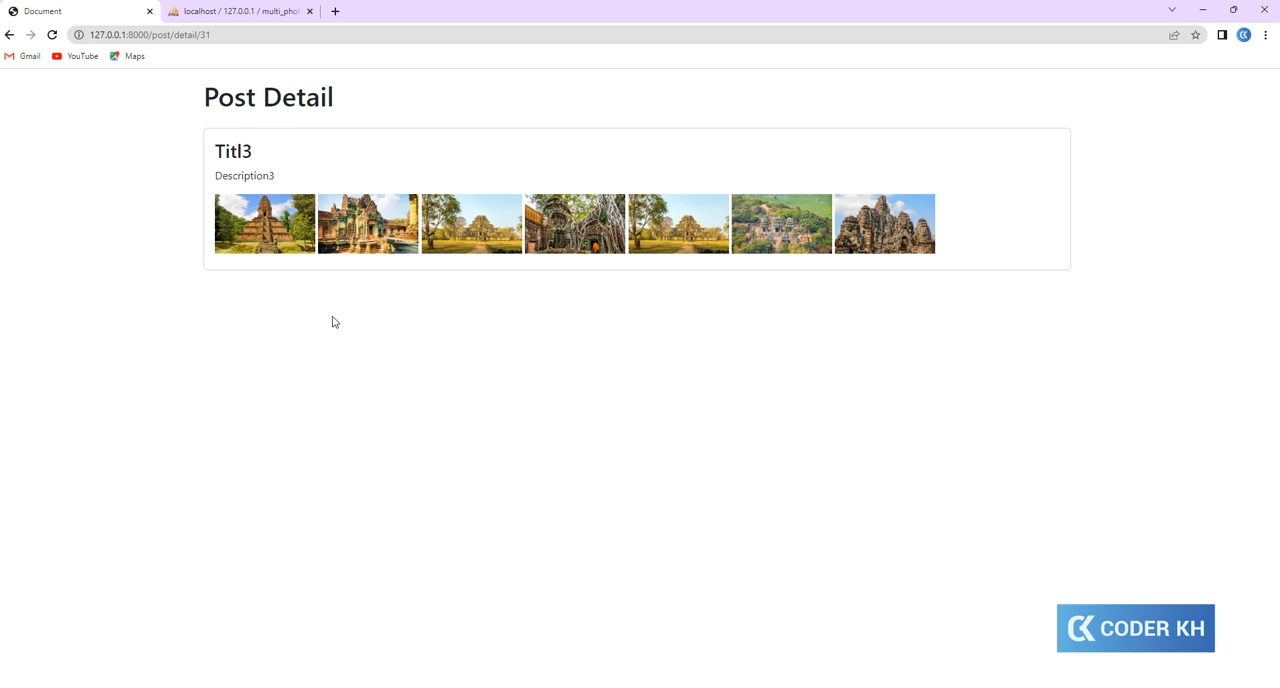 Document
localhost / 127.0.0.1 / multi_phot
127.0.0.1:8000/post/detail/31
Gmail
YouTube
Maps
Post Detail
Titl3
Description3
CODER KH